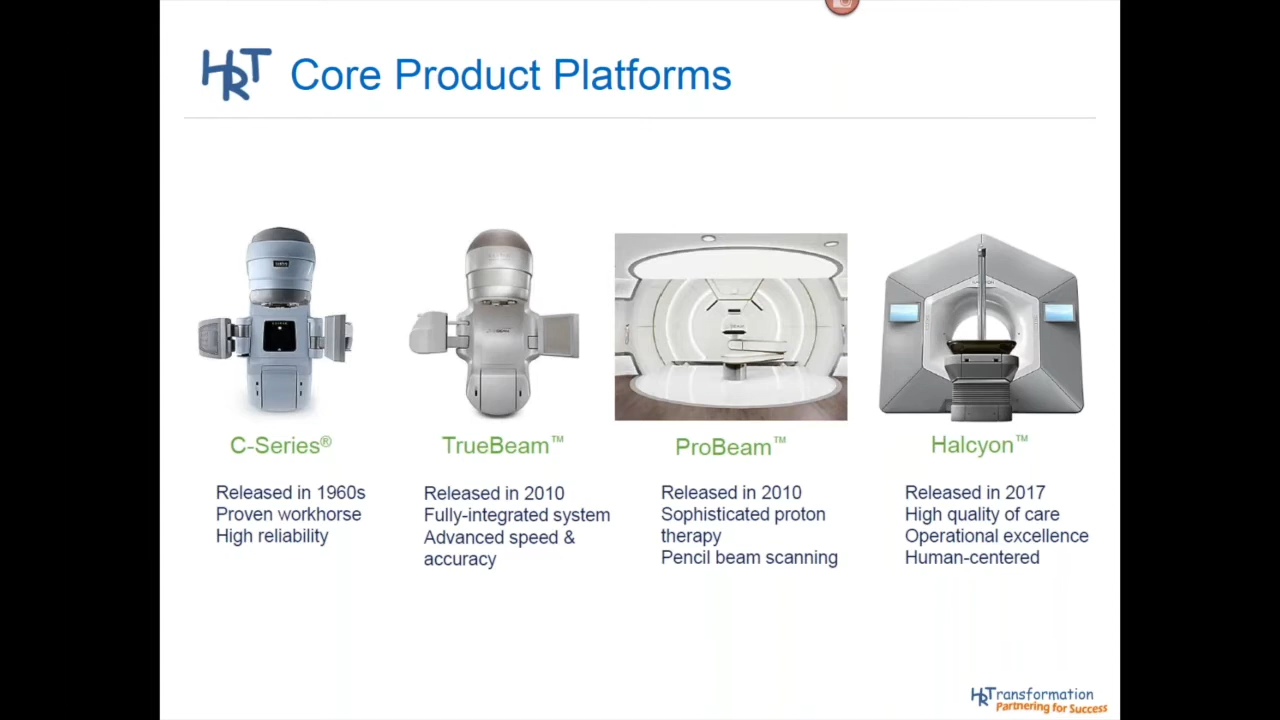 HRT Core Product Platforms
C-Series®
Released in 1960s
Proven workhorse
High reliability
TrueBeam™
Released in 2010
Fully-integrated system
Advanced speed &
accuracy
ProBeam™
Released in 2010
Sophisticated proton
therapy
Pencil beam scanning
Halcyon™
Released in 2017
High quality of care
Operational excellence
Human-centered
HRTransformation
Partnering for Success